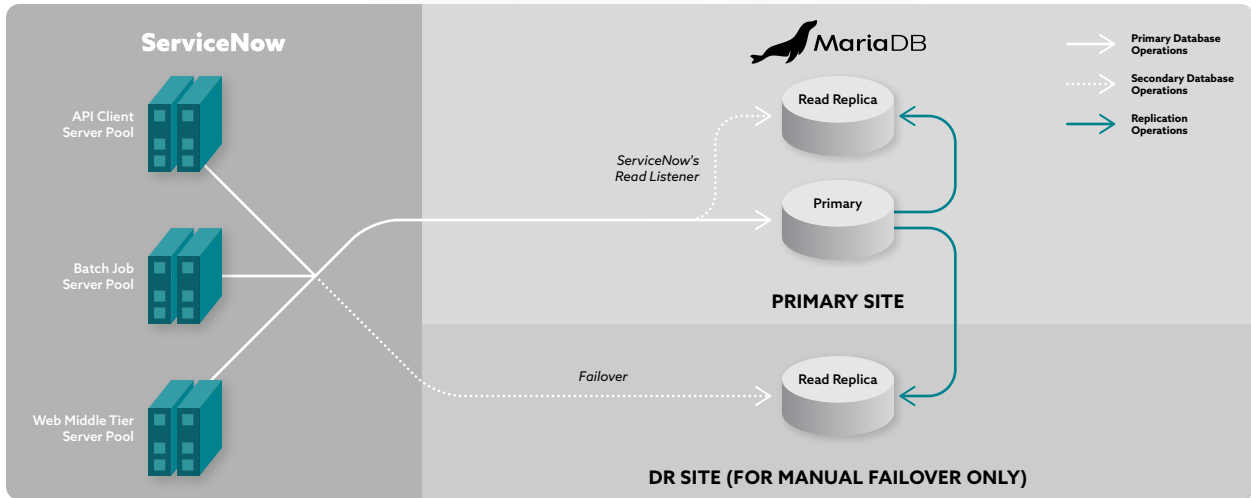 ServiceNow
API Client
Server Pool
Batch Job
Server Pool
Web Middle Tier
Server Pool
MariaDB
Read Replica
ServiceNow's
Read Listener
Primary
PRIMARY SITE
Failover
Read Replica
DR SITE (FOR MANUAL FAILOVER ONLY)
Primary Database
Operations
Secondary Database
Operations
Replication
Operations